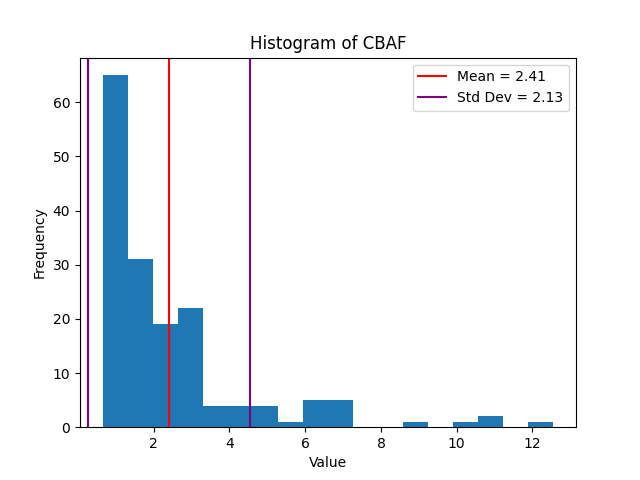 Histogram of CBAF
Mean = 2.41
Std Dev = 2.13
Frequency
60
50
40
30
20
10
0
2 4 6 8 10 12
Value